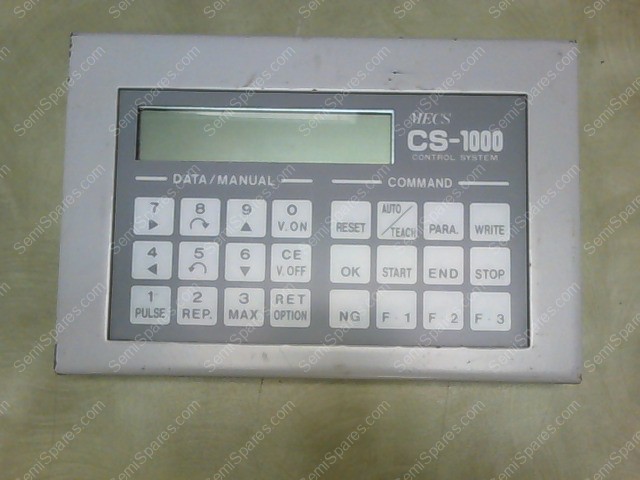 MECS
CS-1000
CONTROL SYSTEM
DATA/MANUAL
COMMAND
7 8 9 0
V.ON
RESET AUTO/TEACH PARA. WRITE
4 5 6 CE
V.OFF
OK START END STOP
1 2 3 RET
PULSE REP. MAX OPTION
NG F 1 F 2 F 3
SemiSpares.com